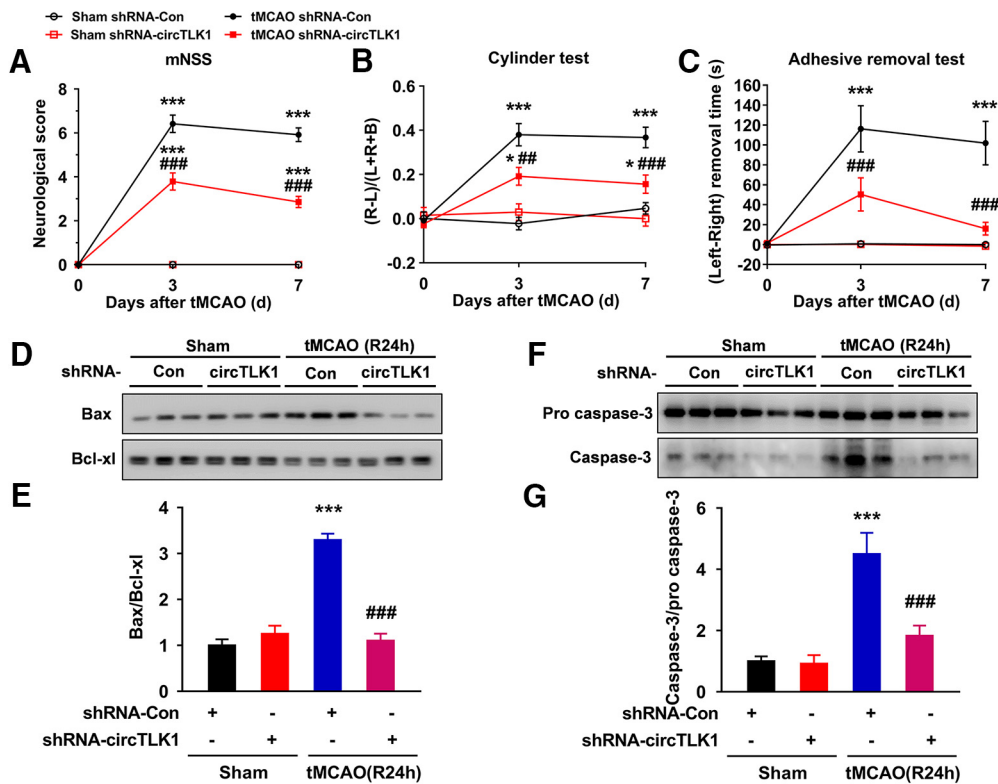 Sham shRNA-Con
tMCAO shRNA-Con
Sham shRNA-circTLK1
tMCAO shRNA-circTLK1
A
mNSS
Neurological score
8
6
4
2
0
***
***
***
###
***
###
0
3
7
Days after tMCAO (d)
B
Cylinder test
(R-L)/(L+R+B)
0.6
0.4
0.2
0.0
-0.2
***
***
* ##
* ###
0
3
7
Days after tMCAO (d)
C
Adhesive removal test
(Left-Right) removal time (s)
160
140
120
100
80
60
40
20
0
-20
***
***
###
###
0
3
7
Days after tMCAO (d)
D
Sham
tMCAO (R24h)
shRNA-
Con
circTLK1
Con
circTLK1
Bax
Bcl-xl
F
Sham
tMCAO (R24h)
shRNA-
Con
circTLK1
Con
circTLK1
Pro caspase-3
Caspase-3
E
Bax/Bcl-xl
4
3
2
1
0
***
###
shRNA-Con + - + -
shRNA-circTLK1 - + - +
Sham
tMCAO(R24h)
G
Caspase-3/pro caspase-3
6
4
2
0
***
###
shRNA-Con + - + -
shRNA-circTLK1 - + - +
Sham
tMCAO(R24h)